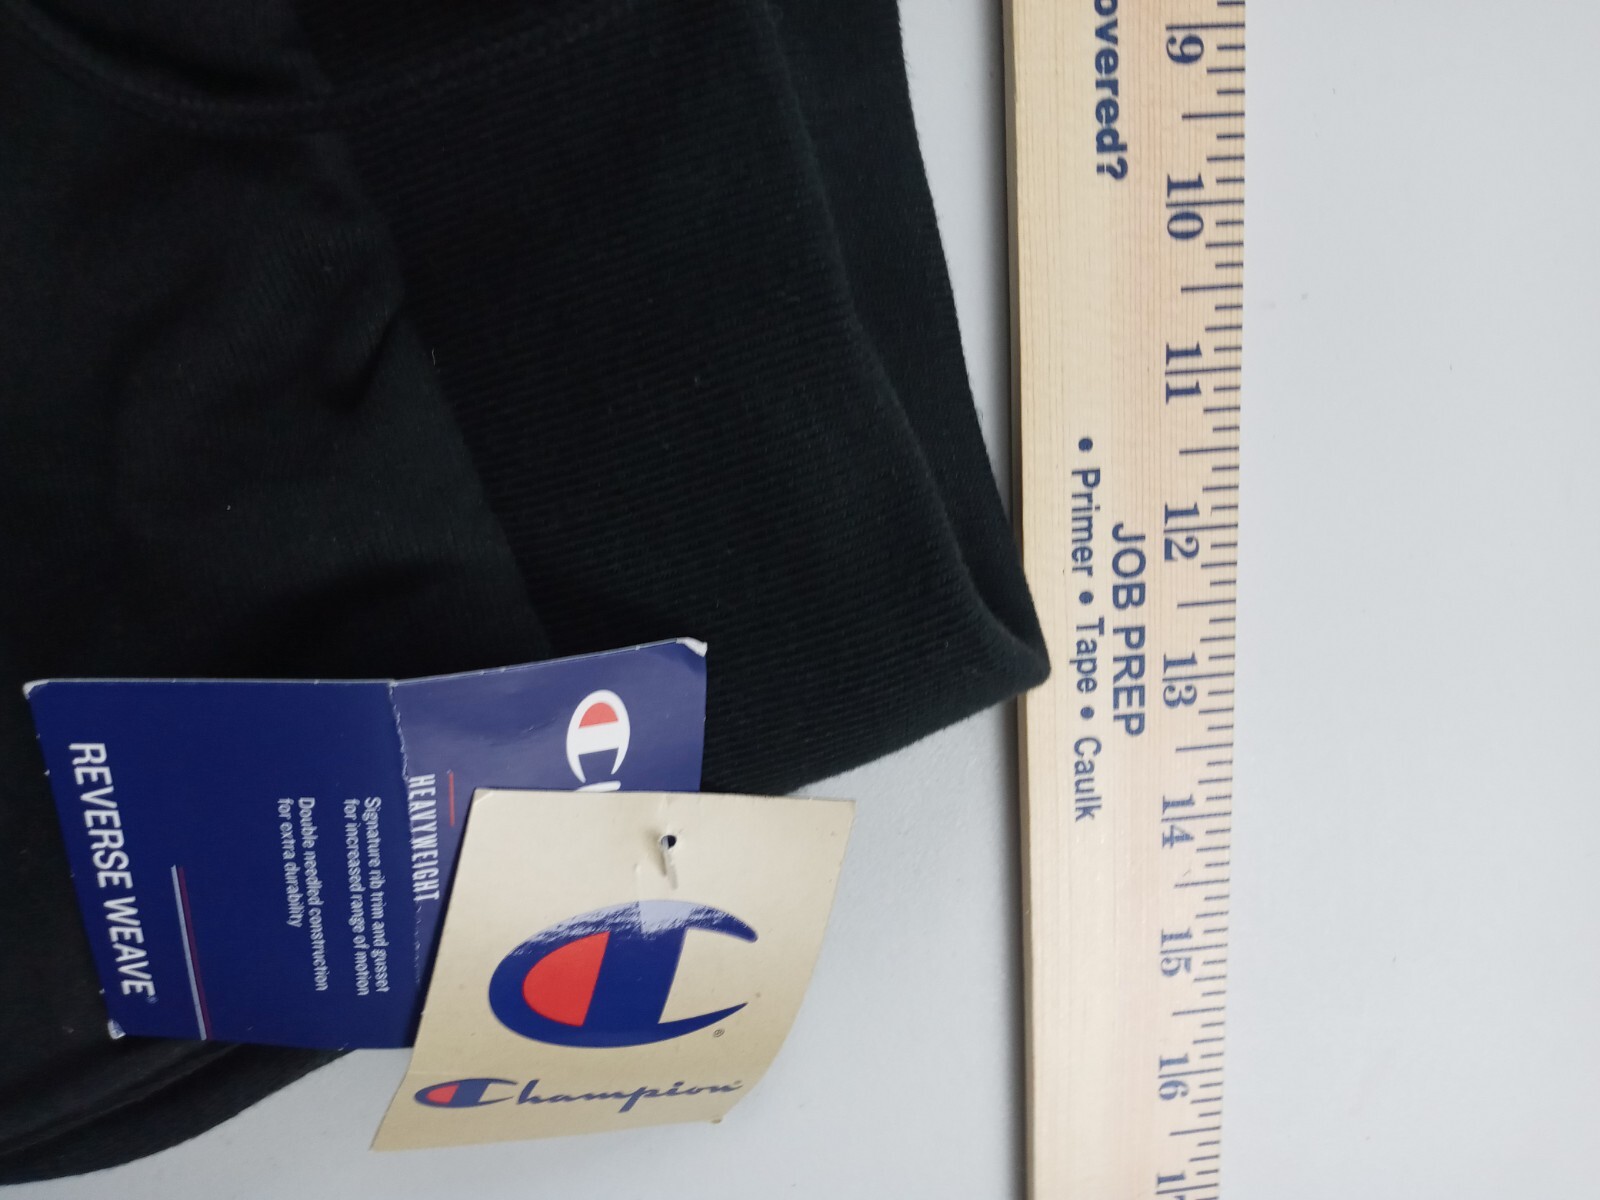 overed?
JOB PREP
• Primer • Tape • Caulk
9
10
11
12
13
14
15
16
HEAVYWEIGHT
Signature rib trim and gusset
for increased range of motion
Double needled construction
for extra durability
REVERSE WEAVE®
®
Champion